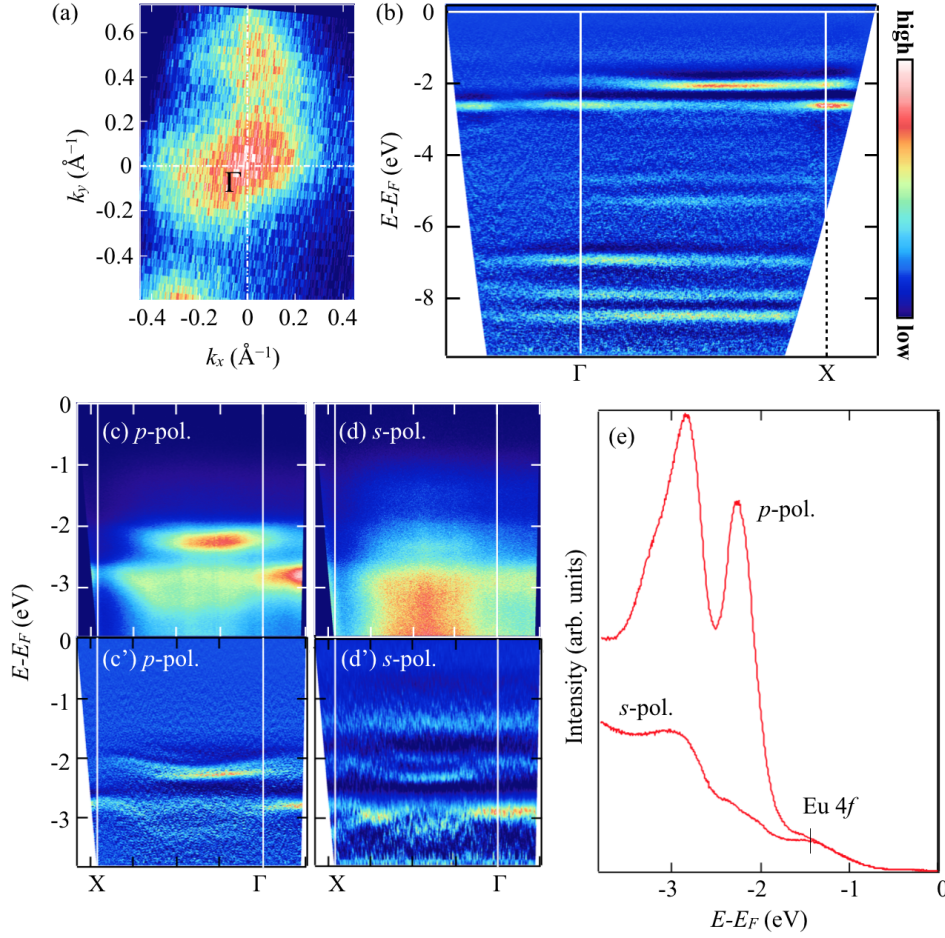 (a)
0.6
0.4
0.2
0
-0.2
-0.4
k_y (Å⁻¹)
Γ
-0.4 -0.2 0 0.2 0.4
k_x (Å⁻¹)
(b)
0
-2
-4
-6
-8
E-E_F (eV)
Γ X
high
low
(c) p-pol.
(d) s-pol.
0
-1
-2
-3
E-E_F (eV)
(c') p-pol.
(d') s-pol.
0
-1
-2
-3
X Γ X Γ
(e)
p-pol.
s-pol.
Eu 4f
Intensity (arb. units)
-3 -2 -1 0
E-E_F (eV)